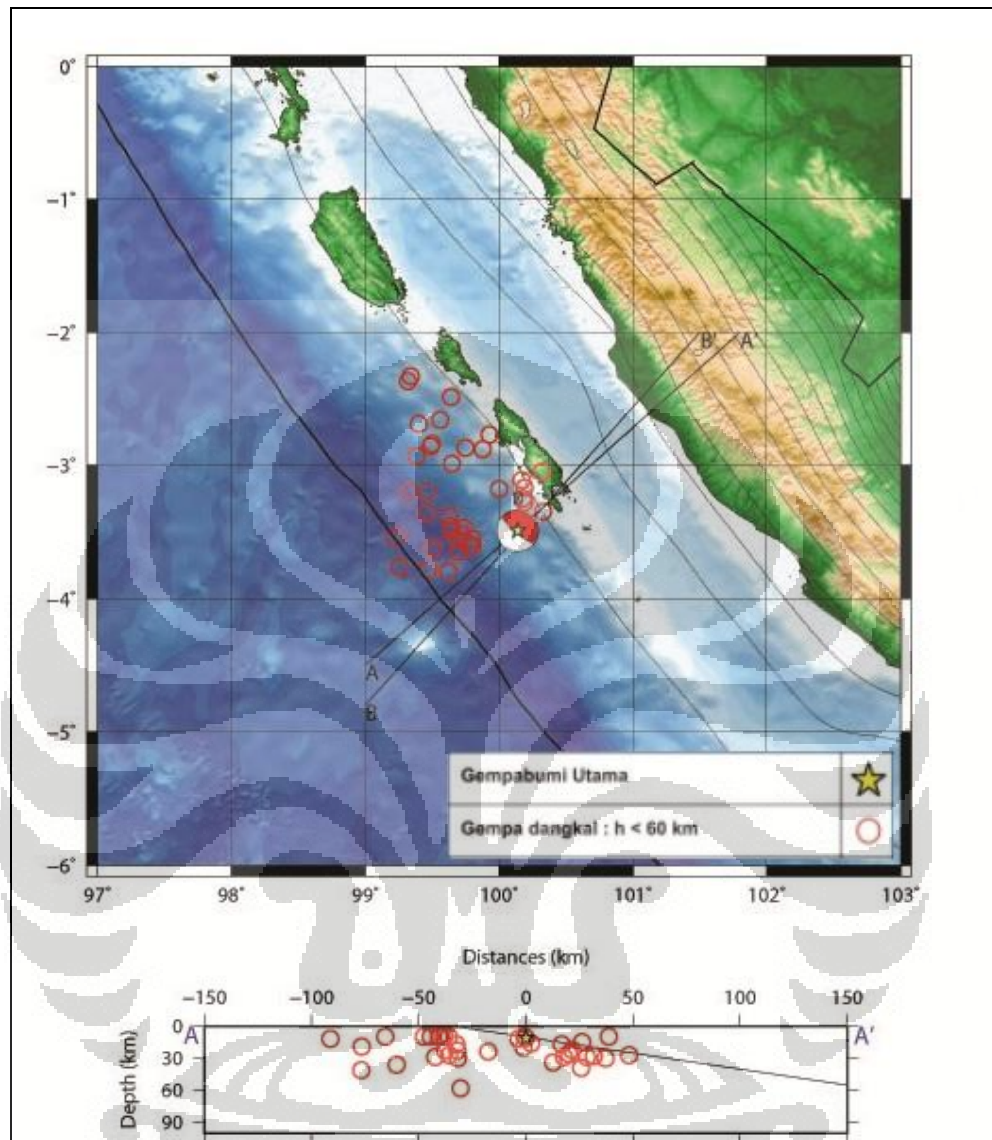 0°
−1°
−2°
B' A'
−3°
−4°
A
B
−5°
Gempabumi Utama
Gempa dangkal : h < 60 km
−6°
97° 98° 99° 100° 101° 102° 103°
Distances (km)
−150 −100 −50 0 50 100 150
A 0 A'
30
60
90
Depth (km)